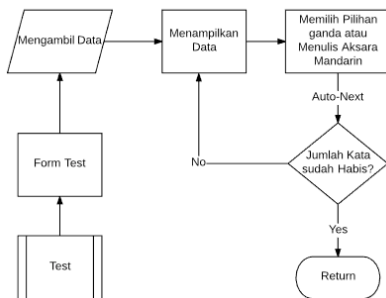 Mengambil Data
Menampilkan
Data
Memilih Pilihan
ganda atau
Menulis Aksara
Mandarin
Auto-Next
Form Test
No
Jumlah Kata
sudah Habis?
Yes
Test
Return